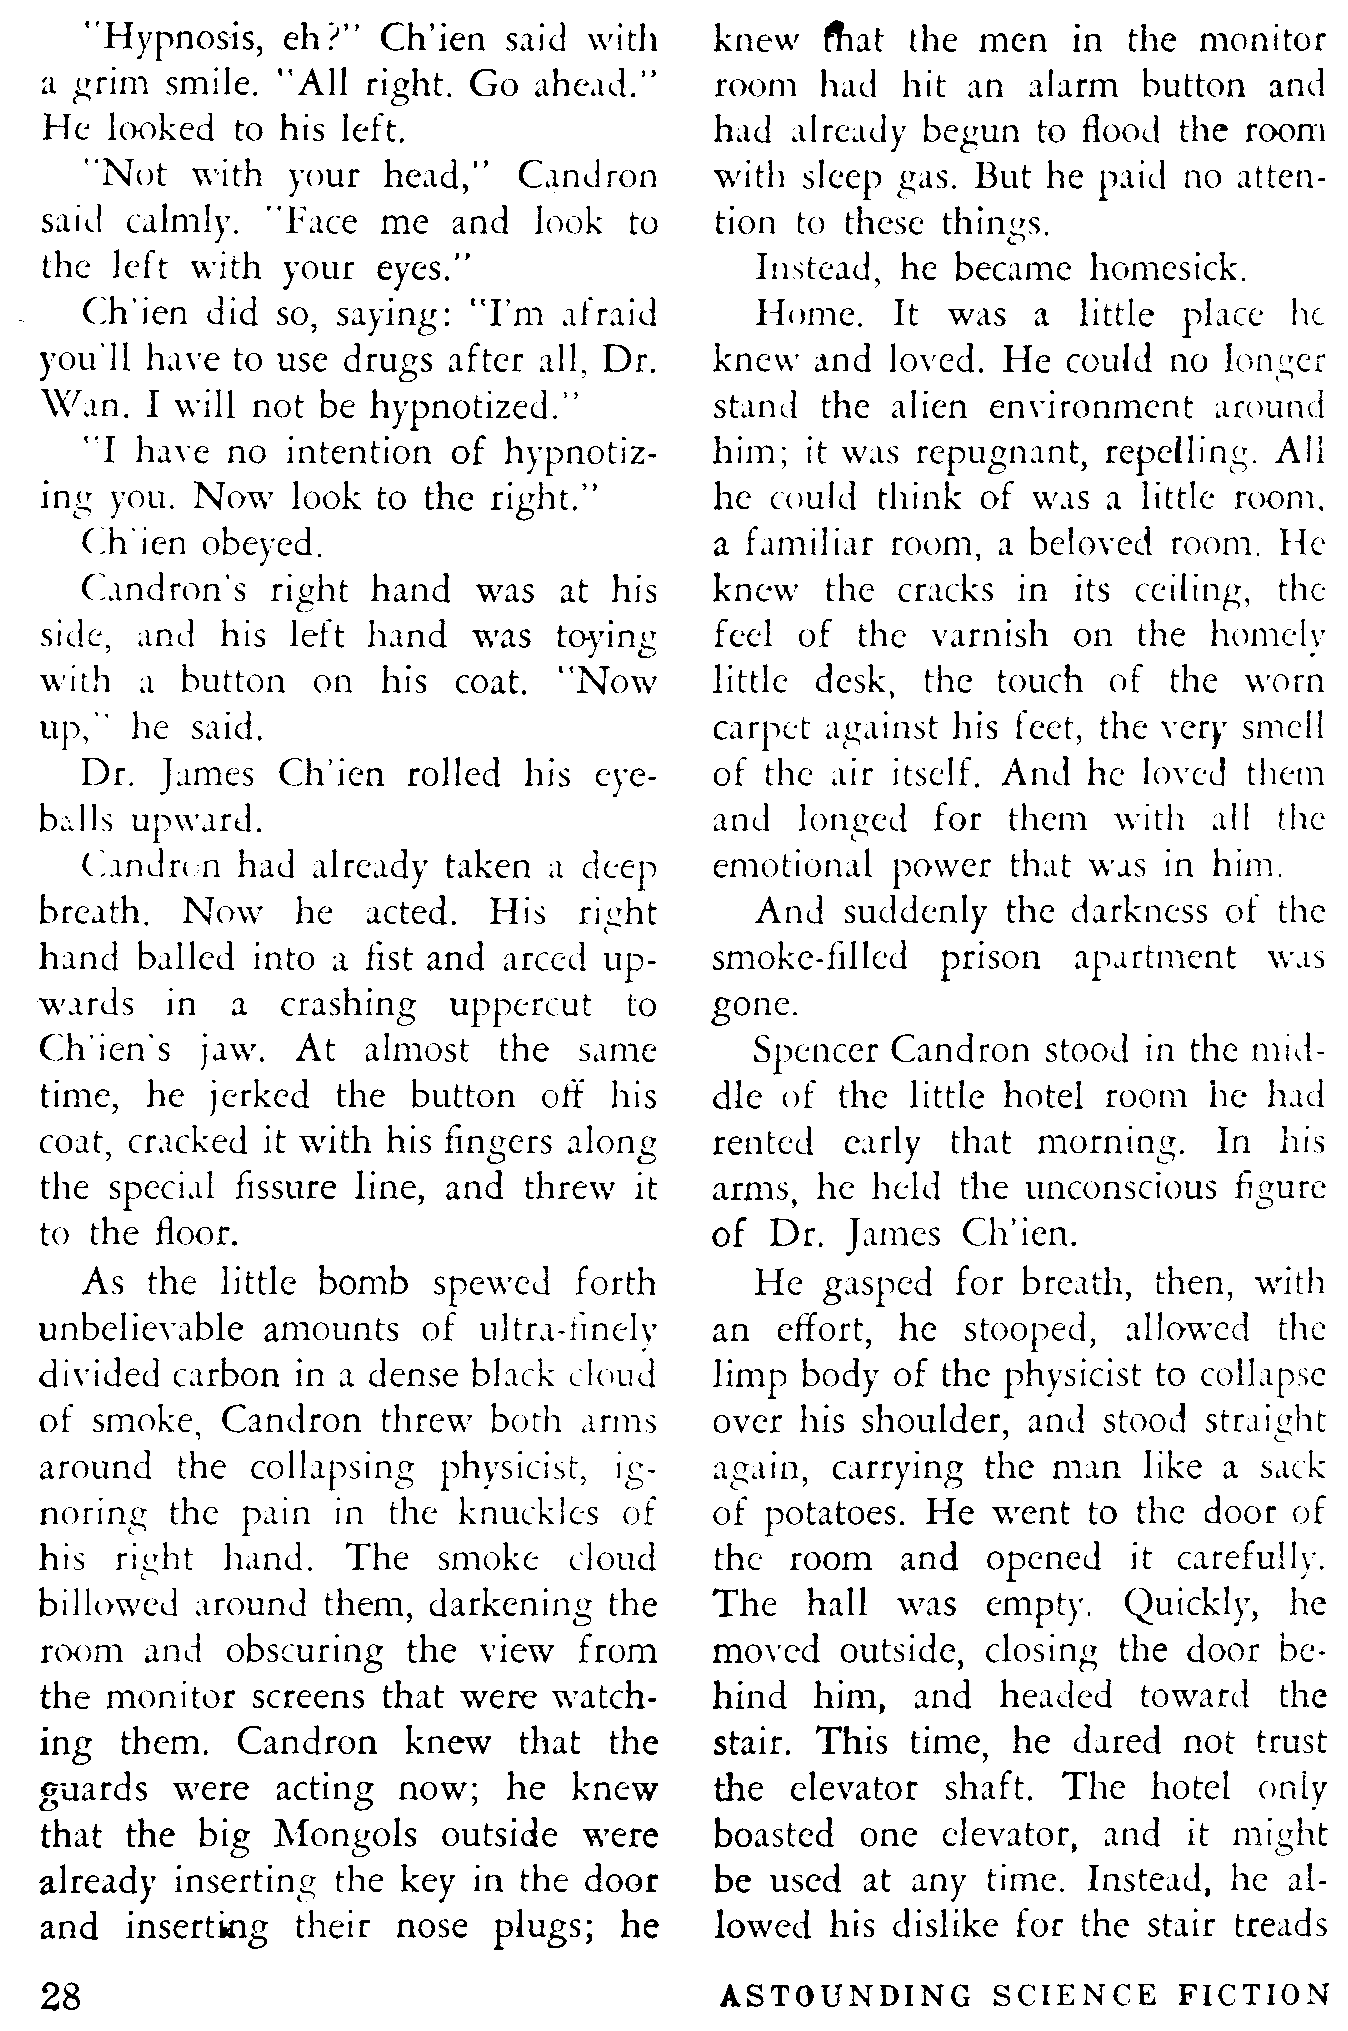 "Hypnosis, eh?" Ch'ien said with
a grim smile. "All right. Go ahead."
He looked to his left.
"Not with your head," Candron
said calmly. "Face me and look to
the left with your eyes."
Ch'ien did so, saying: "I'm afraid
you'll have to use drugs after all, Dr.
Wan. I will not be hypnotized."
"I have no intention of hypnotiz-
ing you. Now look to the right."
Ch'ien obeyed.
Candron's right hand was at his
side, and his left hand was toying
with a button on his coat. "Now
up," he said.
Dr. James Ch'ien rolled his eye-
balls upward.
Candron had already taken a deep
breath. Now he acted. His right
hand balled into a fist and arced up-
wards in a crashing uppercut to
Ch'ien's jaw. At almost the same
time, he jerked the button off his
coat, cracked it with his fingers along
the special fissure line, and threw it
to the floor.
As the little bomb spewed forth
unbelievable amounts of ultra-finely
divided carbon in a dense black cloud
of smoke, Candron threw both arms
around the collapsing physicist, ig-
noring the pain in the knuckles of
his right hand. The smoke cloud
billowed around them, darkening the
room and obscuring the view from
the monitor screens that were watch-
ing them. Candron knew that the
guards were acting now; he knew
that the big Mongols outside were
already inserting the key in the door
and inserting their nose plugs; he
knew that the men in the monitor
room had hit an alarm button and
had already begun to flood the room
with sleep gas. But he paid no atten-
tion to these things.
Instead, he became homesick.
Home. It was a little place he
knew and loved. He could no longer
stand the alien environment around
him; it was repugnant, repelling. All
he could think of was a little room,
a familiar room, a beloved room. He
knew the cracks in its ceiling, the
feel of the varnish on the homely
little desk, the touch of the worn
carpet against his feet, the very smell
of the air itself. And he loved them
and longed for them with all the
emotional power that was in him.
And suddenly the darkness of the
smoke-filled prison apartment was
gone.
Spencer Candron stood in the mid-
dle of the little hotel room he had
rented early that morning. In his
arms, he held the unconscious figure
of Dr. James Ch'ien.
He gasped for breath, then, with
an effort, he stooped, allowed the
limp body of the physicist to collapse
over his shoulder, and stood straight
again, carrying the man like a sack
of potatoes. He went to the door of
the room and opened it carefully.
The hall was empty. Quickly, he
moved outside, closing the door be-
hind him, and headed toward the
stair. This time, he dared not trust
the elevator shaft. The hotel only
boasted one elevator, and it might
be used at any time. Instead, he al-
lowed his dislike for the stair treads
28
ASTOUNDING SCIENCE FICTION